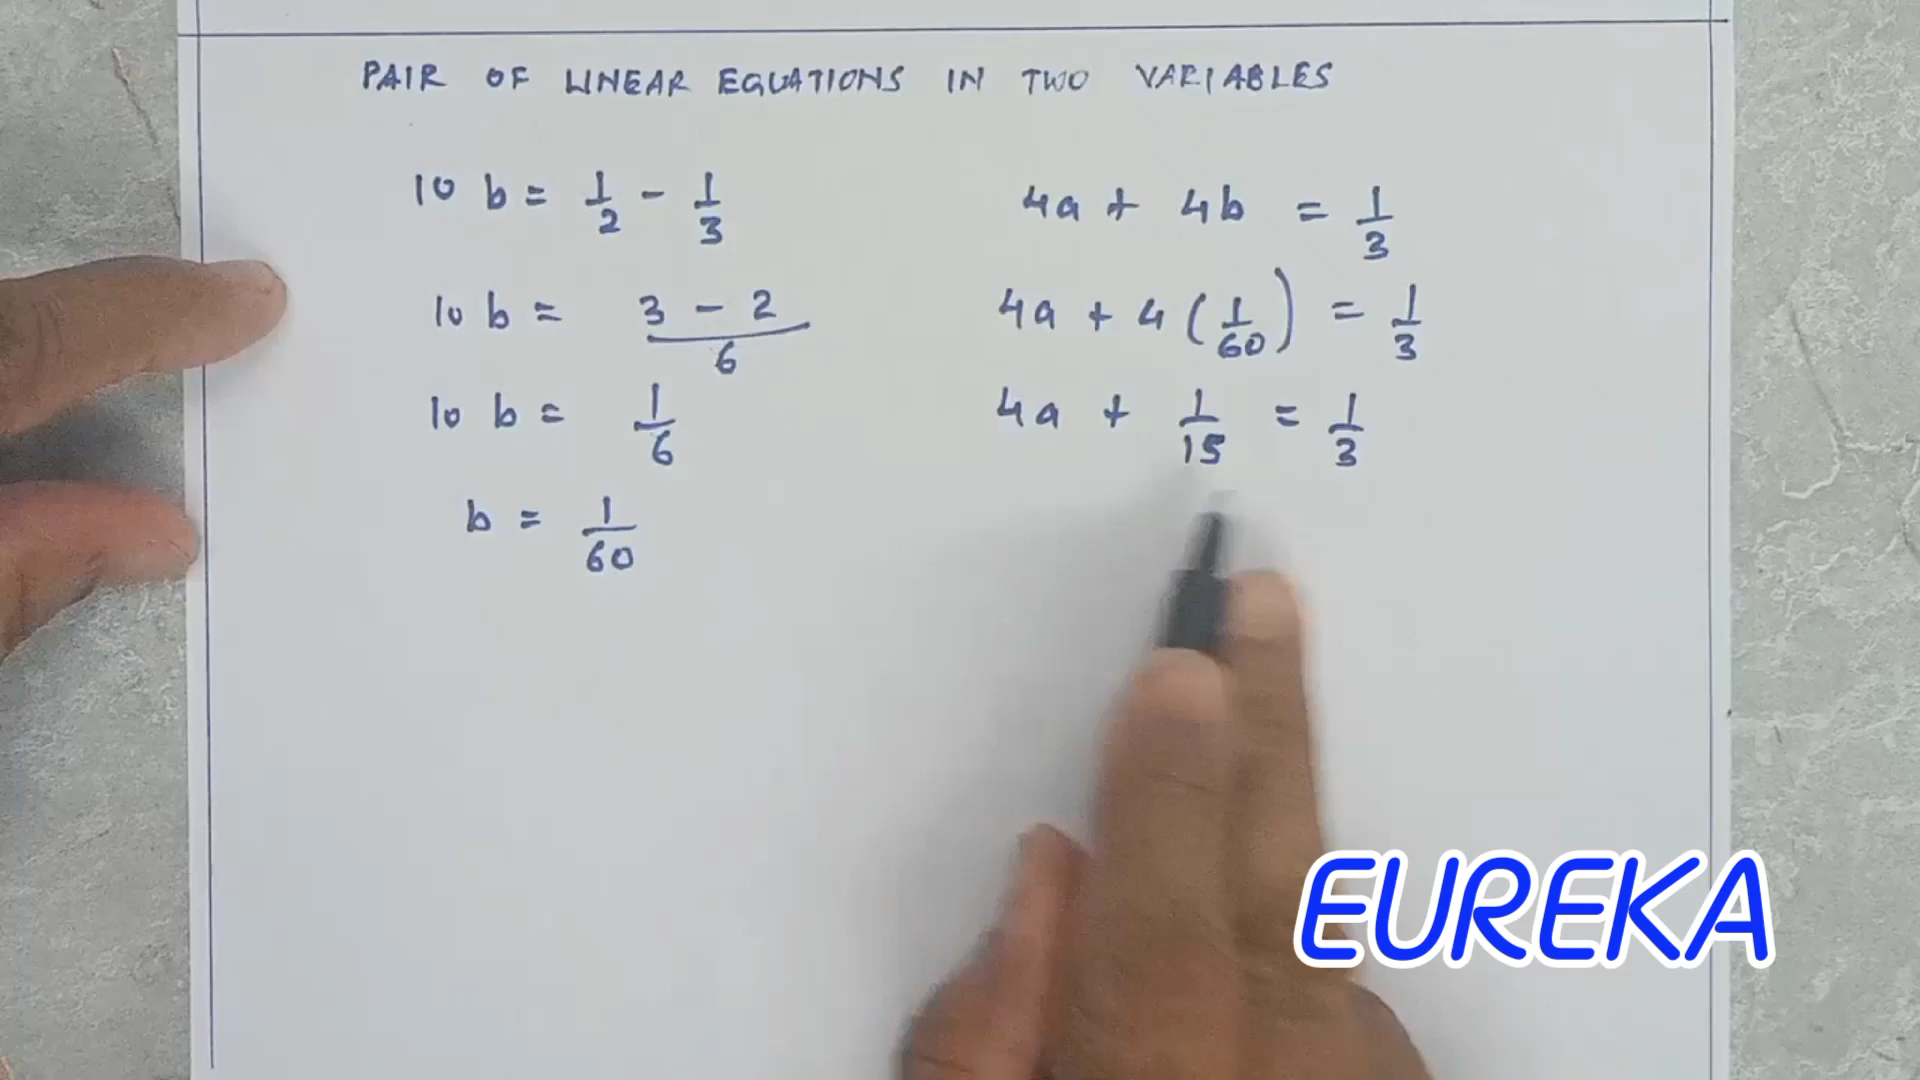 PAIR OF LINEAR EQUATIONS IN TWO VARIABLES
10 b = 1/2 - 1/3
10 b = (3 - 2)/6
10 b = 1/6
b = 1/60
4a + 4b = 1/3
4a + 4 (1/60) = 1/3
4a + 1/15 = 1/3
EUREKA